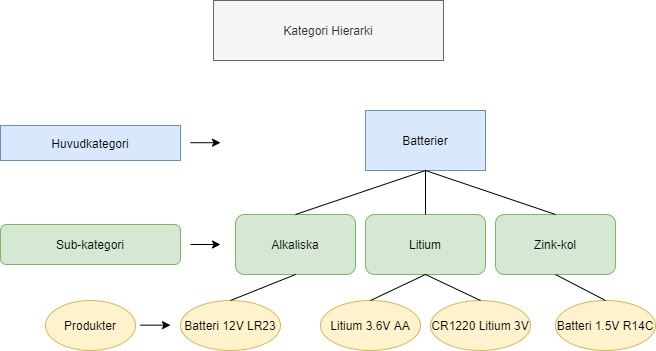 Kategori Hierarki
Huvudkategori
Batterier
Sub-kategori
Alkaliska
Litium
Zink-kol
Produkter
Batteri 12V LR23
Litium 3.6V AA
CR1220 Litium 3V
Batteri 1.5V R14C